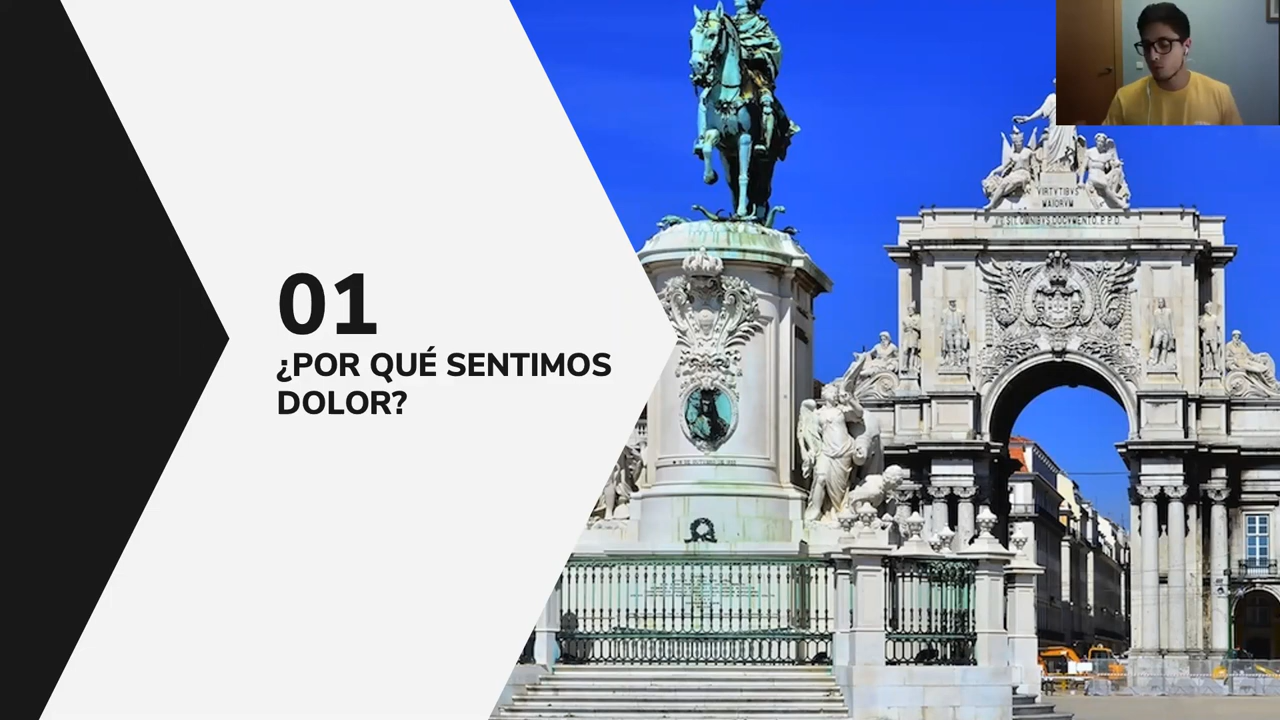 01
¿POR QUÉ SENTIMOS
DOLOR?
VIRTVTIBVS
MAIORVM